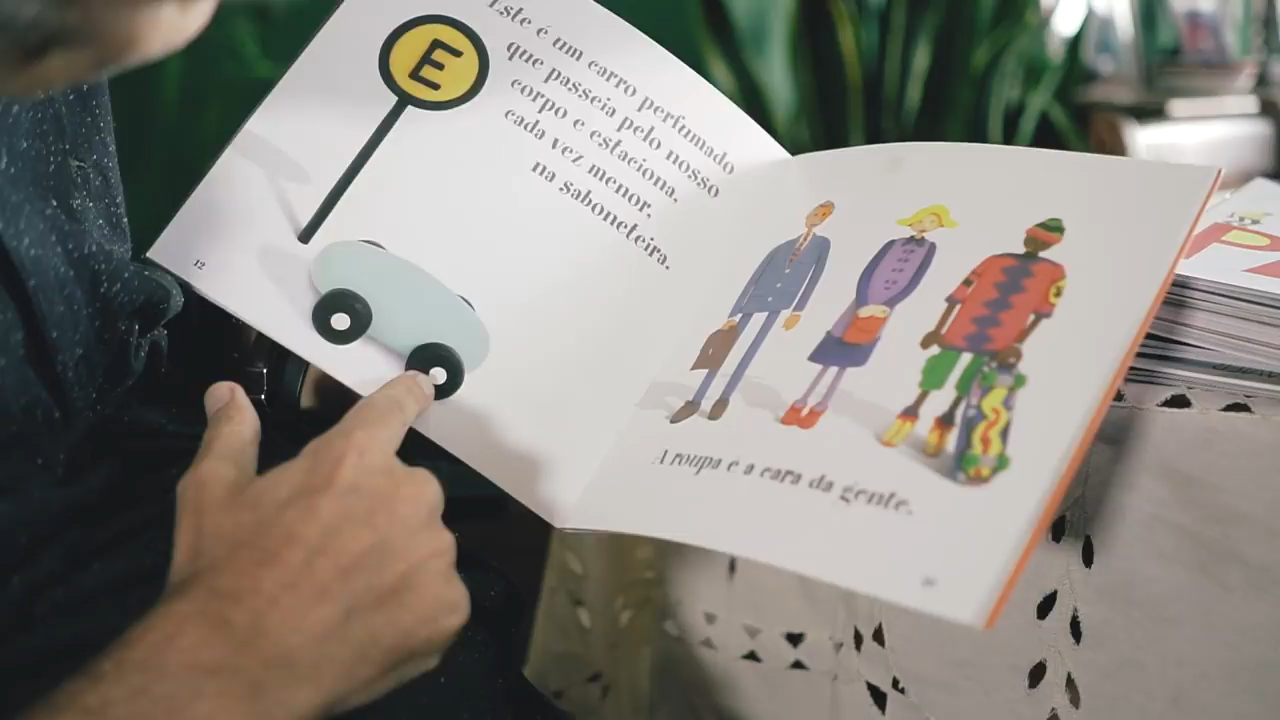 E
Este é um carro perfumado
que passeia pelo nosso
corpo e estaciona,
cada vez menor,
na saboneteira.
12
A roupa é a cara da gente.